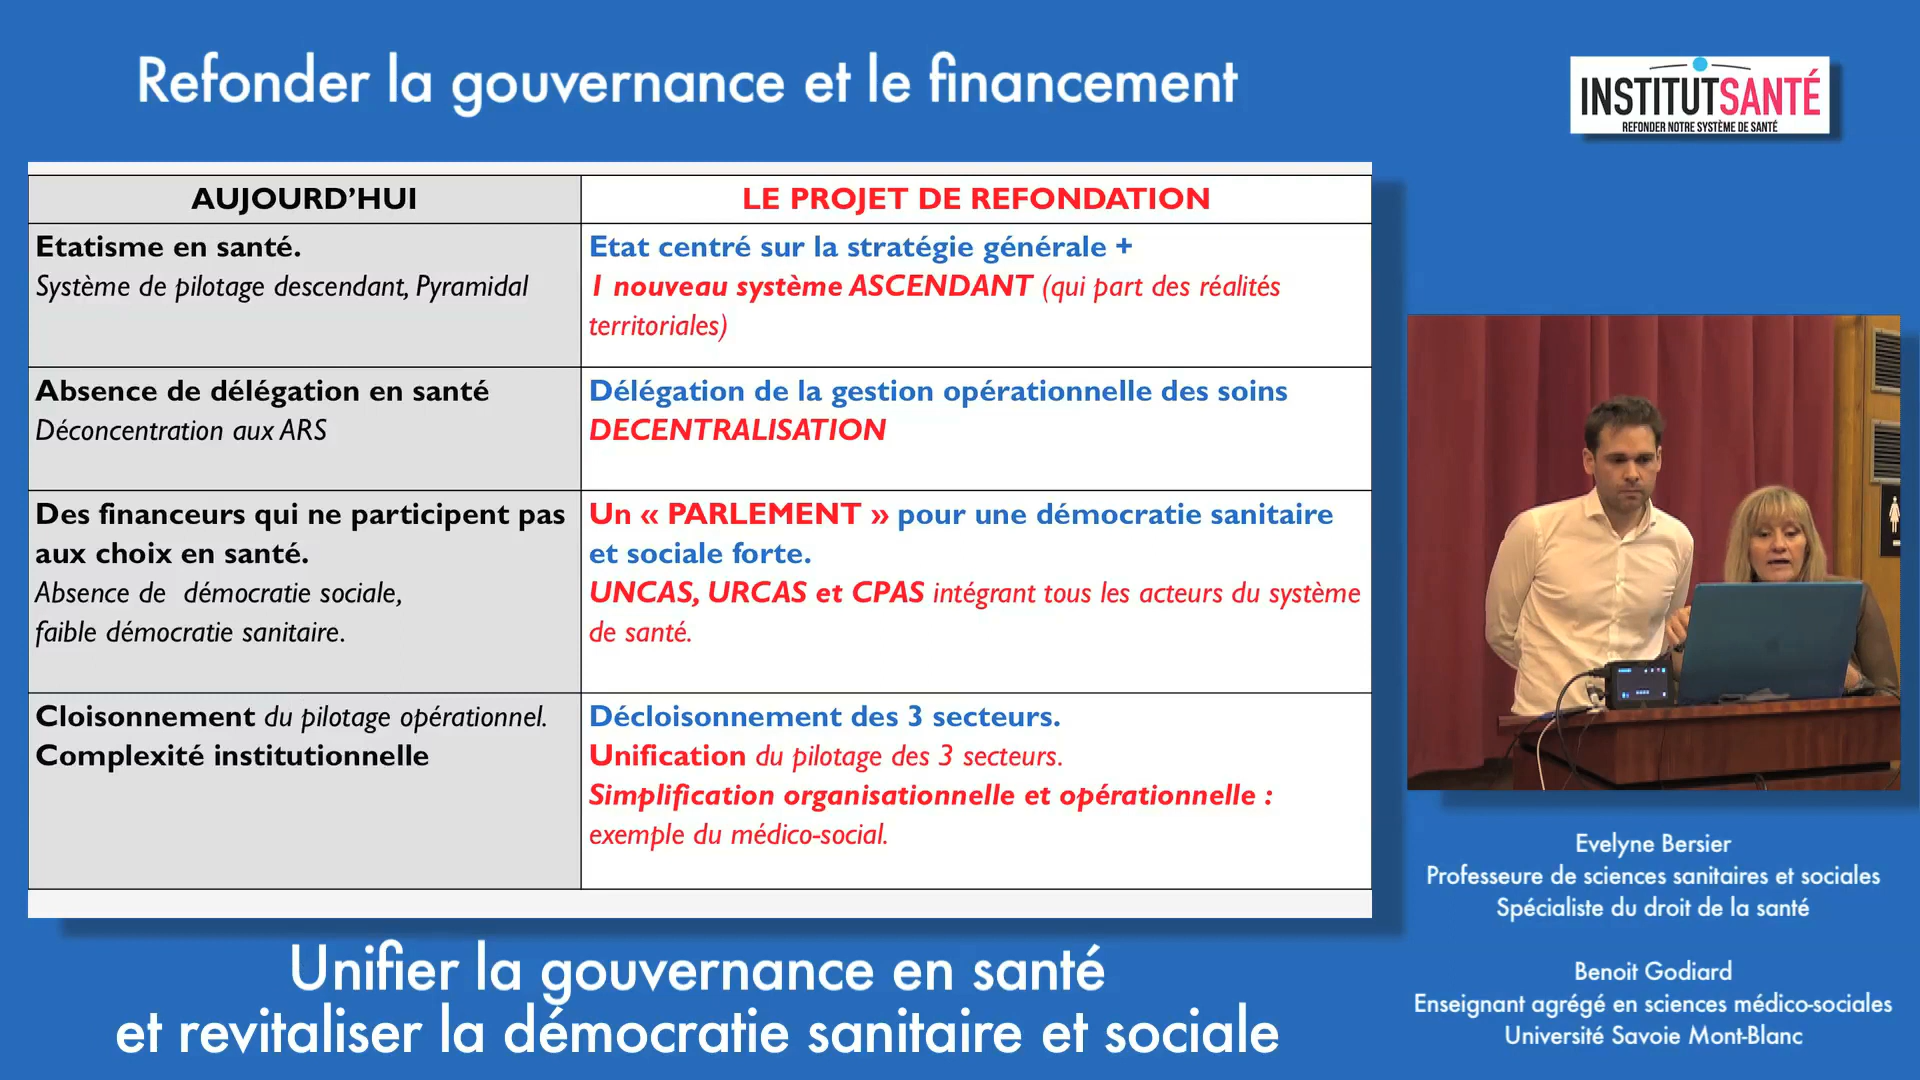 Refonder la gouvernance et le financement
INSTITUTSANTÉ
REFONDER NOTRE SYSTÈME DE SANTÉ
AUJOURD’HUI
LE PROJET DE REFONDATION
Etatisme en santé.
Système de pilotage descendant, Pyramidal
Etat centré sur la stratégie générale +
1 nouveau système ASCENDANT (qui part des réalités
territoriales)
Absence de délégation en santé
Déconcentration aux ARS
Délégation de la gestion opérationnelle des soins
DECENTRALISATION
Des financeurs qui ne participent pas
aux choix en santé.
Absence de démocratie sociale,
faible démocratie sanitaire.
Un « PARLEMENT » pour une démocratie sanitaire
et sociale forte.
UNCAS, URCAS et CPAS intégrant tous les acteurs du système
de santé.
Cloisonnement du pilotage opérationnel.
Complexité institutionnelle
Décloisonnement des 3 secteurs.
Unification du pilotage des 3 secteurs.
Simplification organisationnelle et opérationnelle :
exemple du médico-social.
Evelyne Bersier
Professeure de sciences sanitaires et sociales
Spécialiste du droit de la santé
Benoit Godiard
Enseignant agrégé en sciences médico-sociales
Université Savoie Mont-Blanc
Unifier la gouvernance en santé
et revitaliser la démocratie sanitaire et sociale